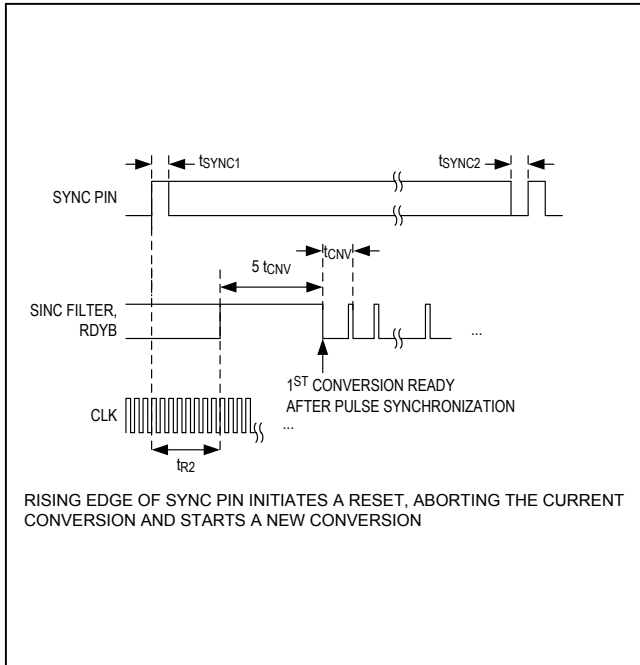 tSYNC1
tSYNC2
SYNC PIN
5 tCNV
tCNV
SINC FILTER,
RDYB
...
1ST CONVERSION READY
AFTER PULSE SYNCHRONIZATION
CLK
...
tR2
RISING EDGE OF SYNC PIN INITIATES A RESET, ABORTING THE CURRENT
CONVERSION AND STARTS A NEW CONVERSION